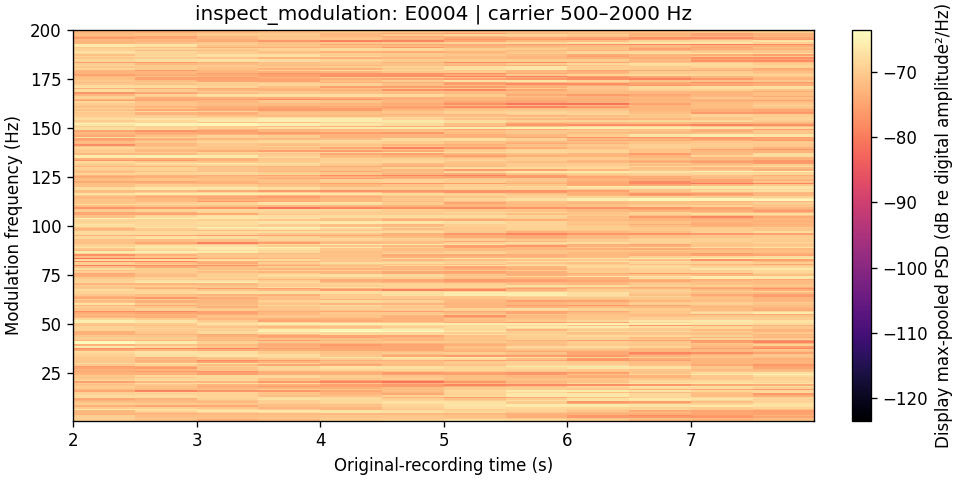 inspect_modulation: E0004 | carrier 500–2000 Hz
200
175
150
125
100
75
50
25
Modulation frequency (Hz)
2 3 4 5 6 7
Original-recording time (s)
−70
−80
−90
−100
−110
−120
Display max-pooled PSD (dB re digital amplitude²/Hz)